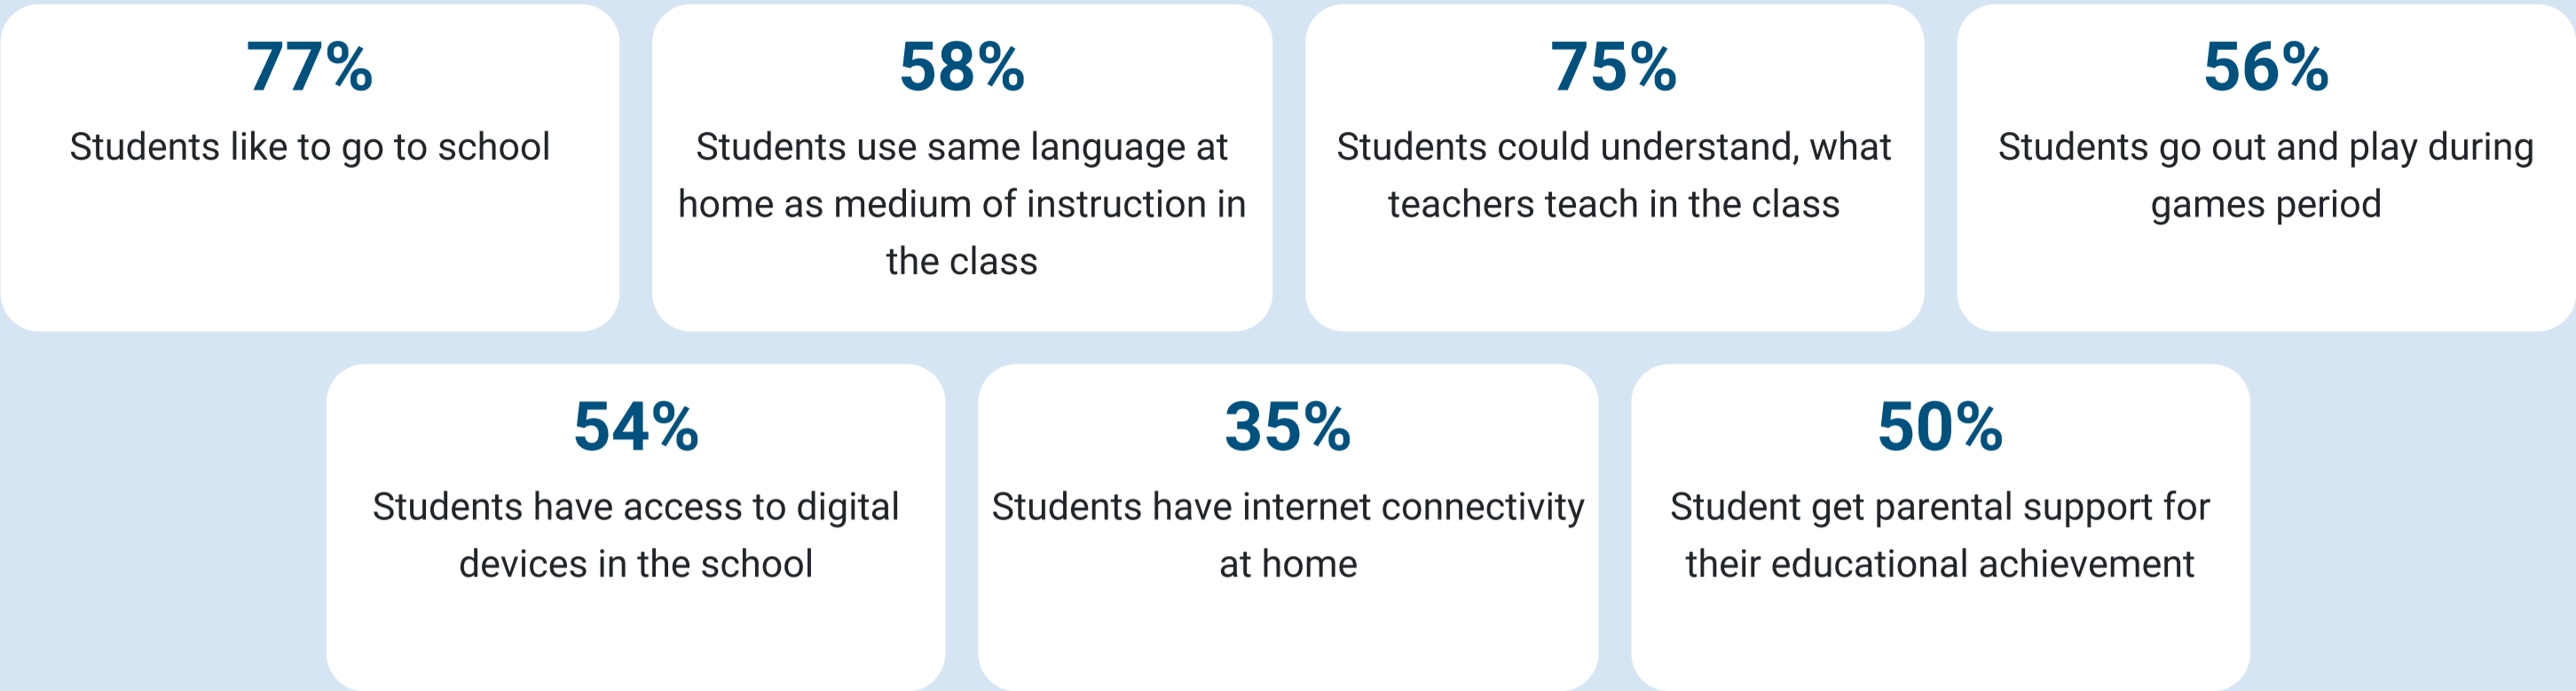 77%
Students like to go to school
58%
Students use same language at
home as medium of instruction in
the class
75%
Students could understand, what
teachers teach in the class
56%
Students go out and play during
games period
54%
Students have access to digital
devices in the school
35%
Students have internet connectivity
at home
50%
Student get parental support for
their educational achievement